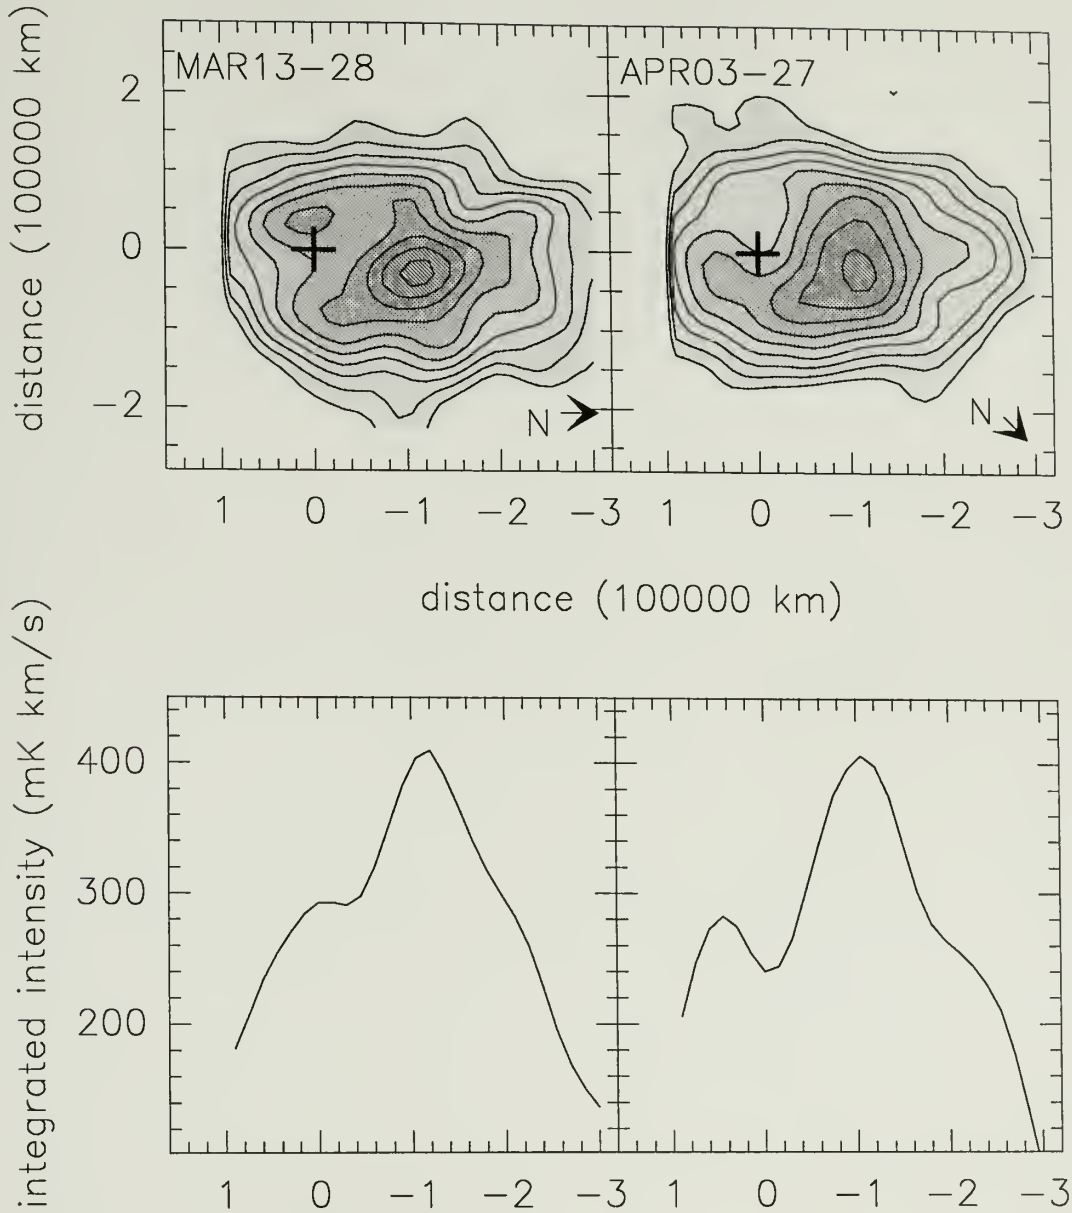 distance (100000 km)
MAR13-28
APR03-27
2
0
-2
N
N
1 0 -1 -2 -3 1 0 -1 -2 -3
distance (100000 km)
integrated intensity (mK km/s)
400
300
200
1 0 -1 -2 -3 1 0 -1 -2 -3